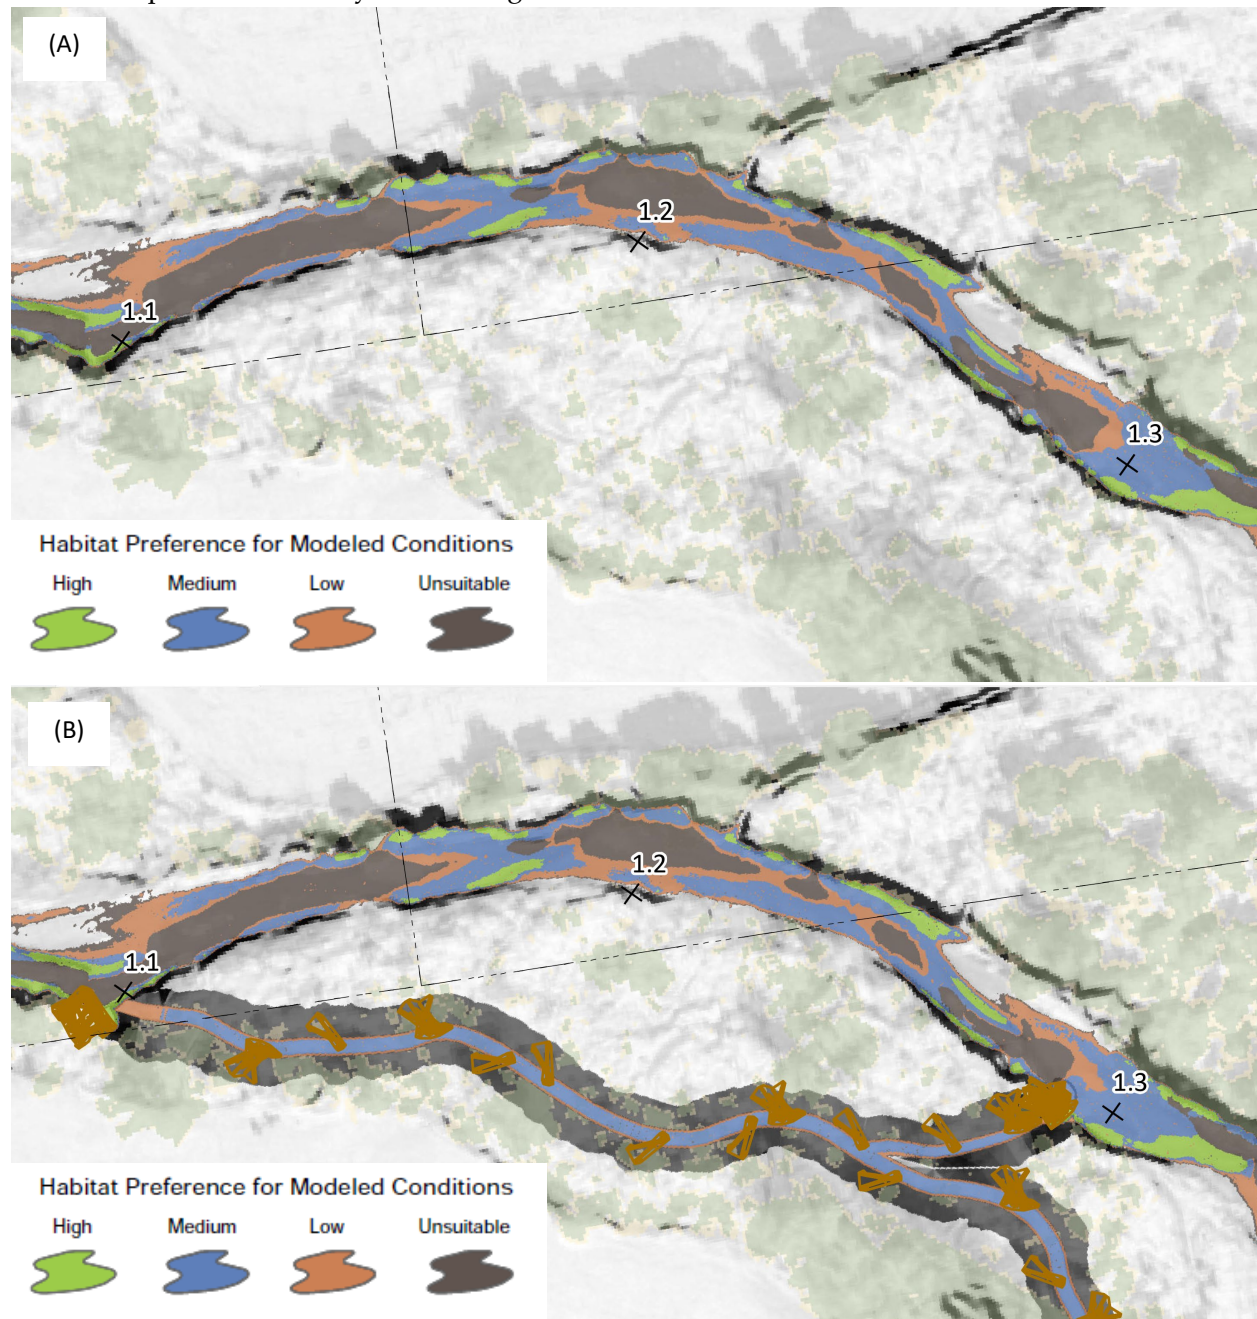 (A)
1.2
1.1
1.3
Habitat Preference for Modeled Conditions
High Medium Low Unsuitable
(B)
1.2
1.1
1.3
Habitat Preference for Modeled Conditions
High Medium Low Unsuitable